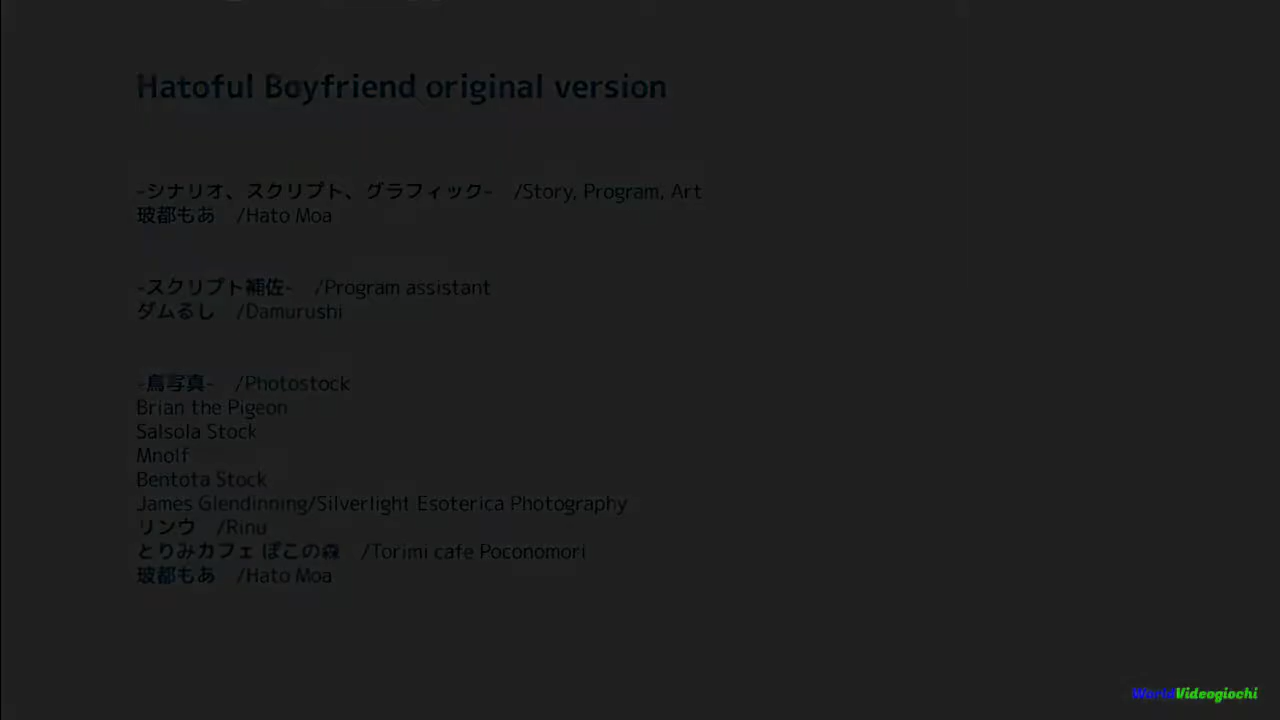 Hatoful Boyfriend original version
-シナリオ、スクリプト、グラフィック- /Story, Program, Art
玻都もあ /Hato Moa
-スクリプト補佐- /Program assistant
ダムるし /Damurushi
-鳥写真- /Photostock
Brian the Pigeon
Salsola Stock
Mnolf
Bentota Stock
James Glendinning/Silverlight Esoterica Photography
リンウ /Rinu
とりみカフェ ぽこの森 /Torimi cafe Poconomori
玻都もあ /Hato Moa
WorldVideogiochi